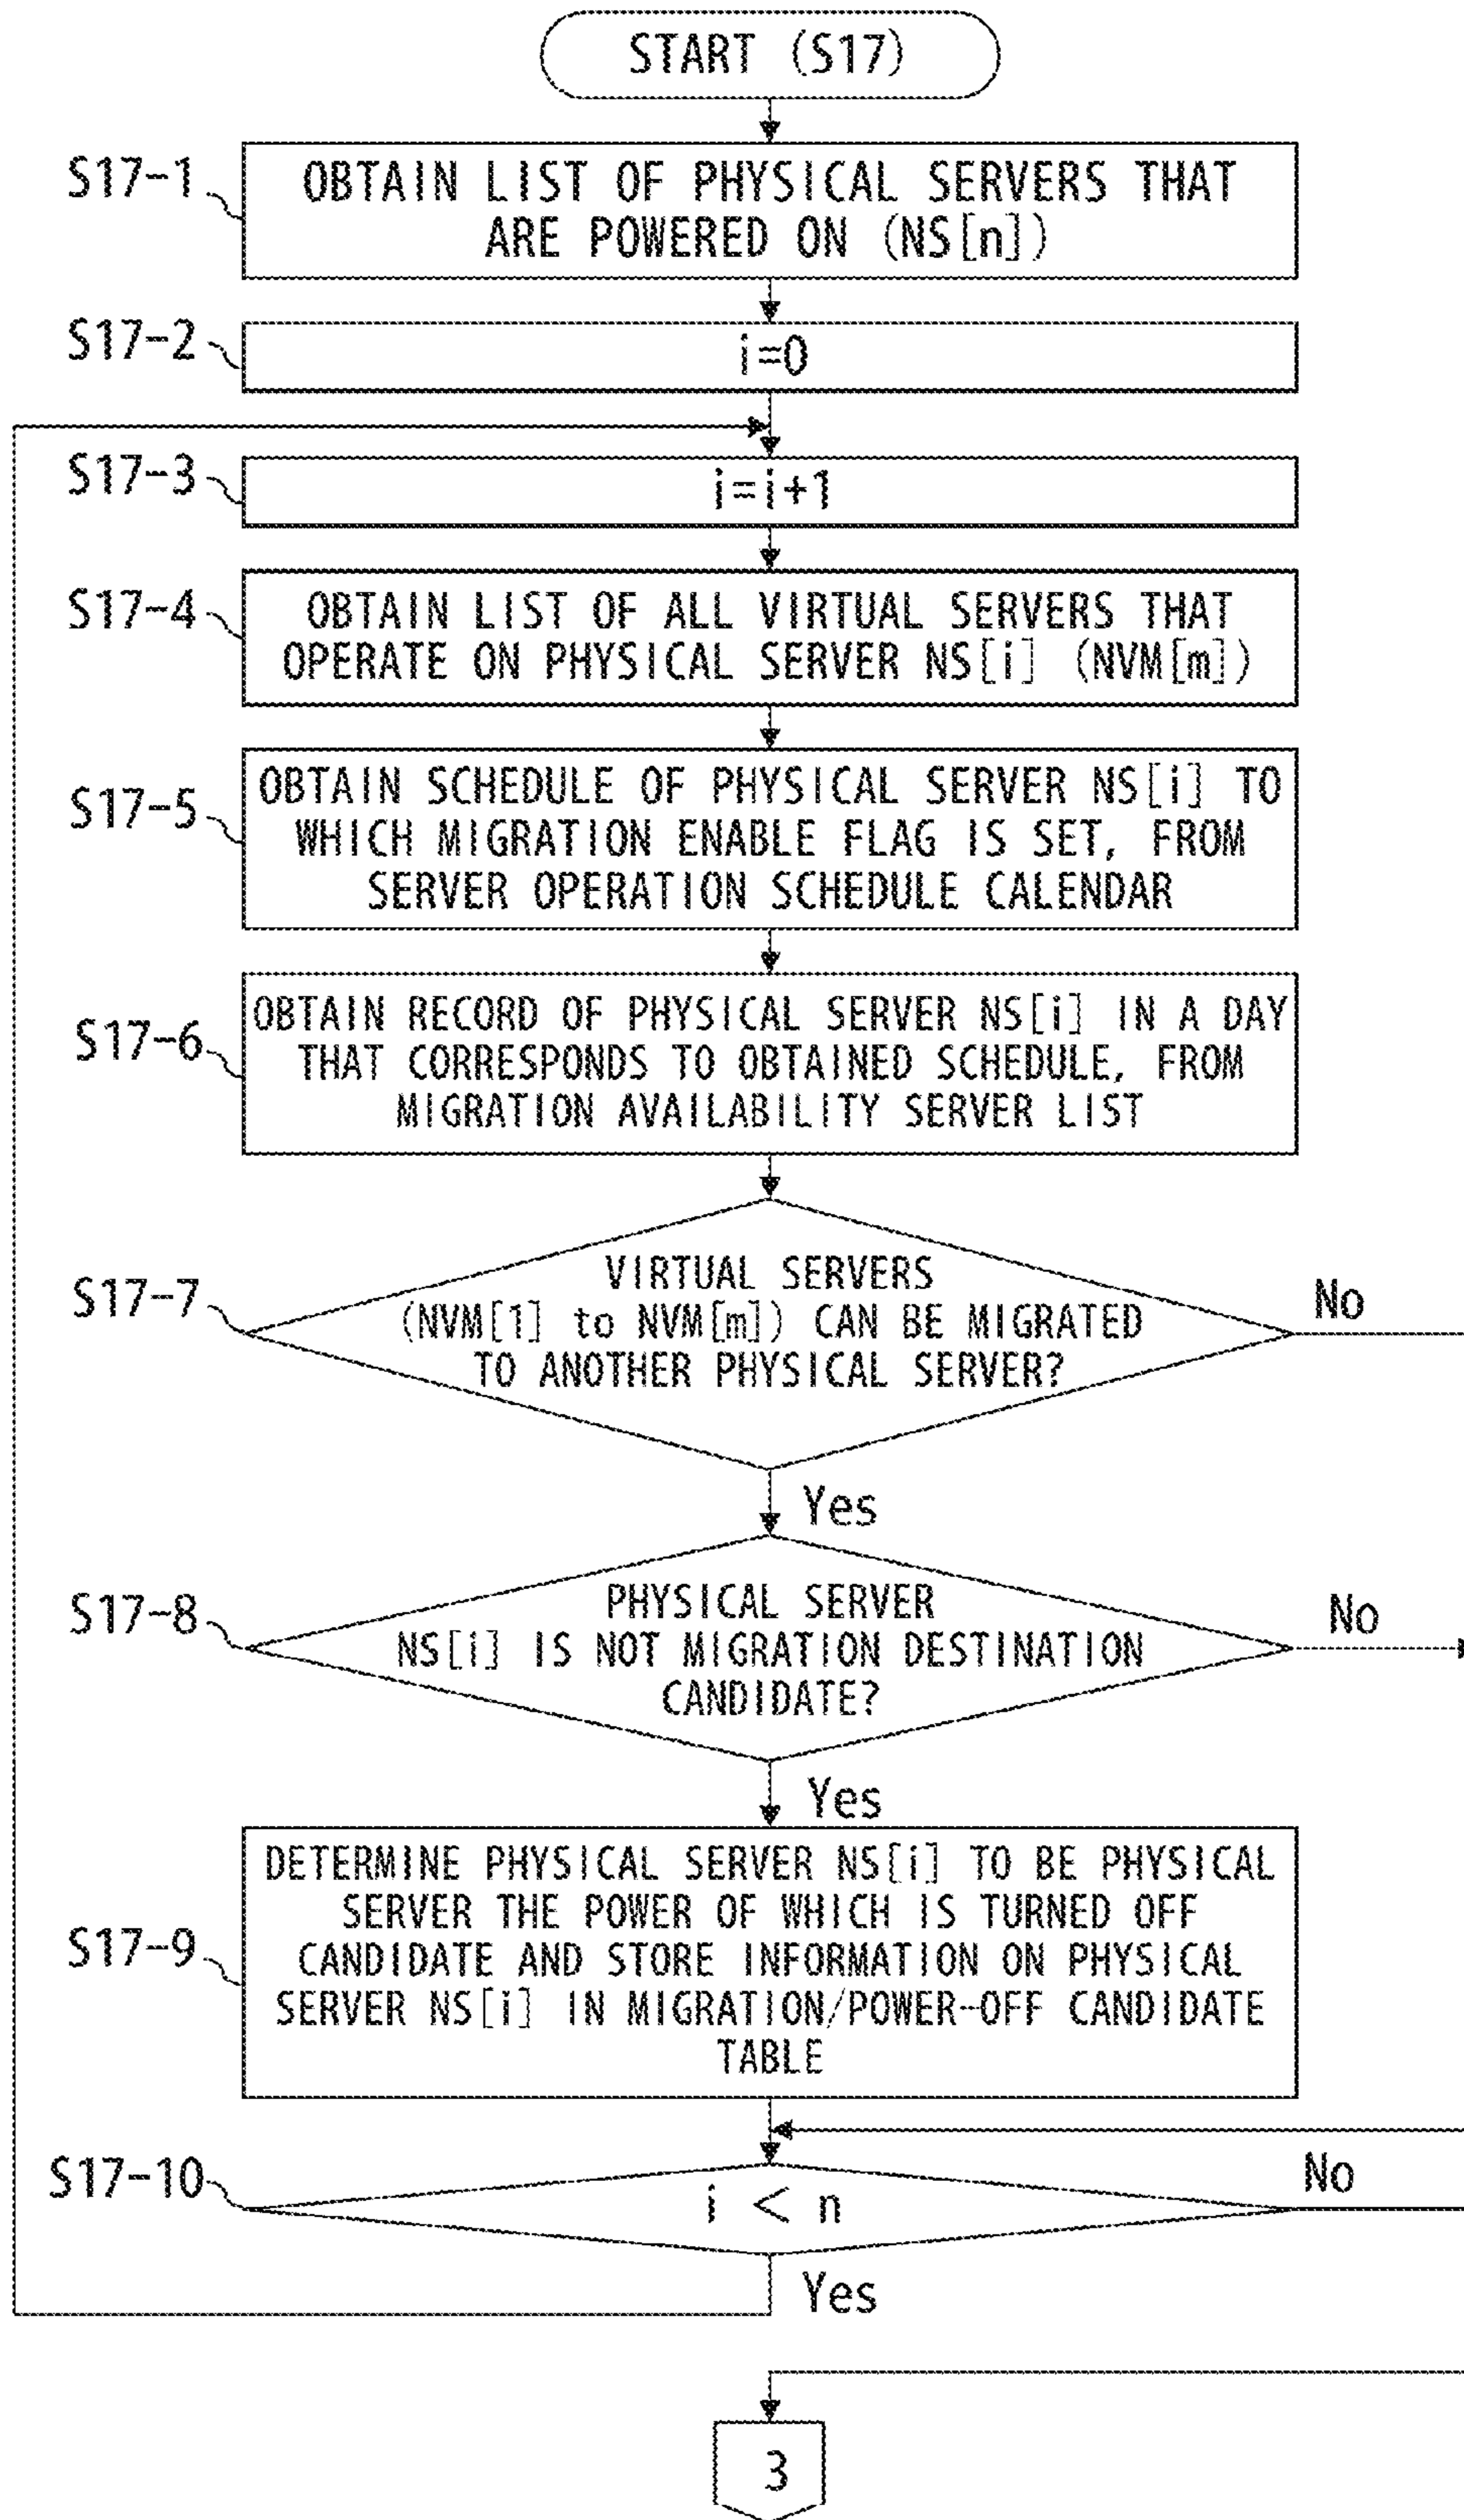 START (S17)
S17-1
OBTAIN LIST OF PHYSICAL SERVERS THAT
ARE POWERED ON (NS[n])
S17-2
i=0
S17-3
i=i+1
S17-4
OBTAIN LIST OF ALL VIRTUAL SERVERS THAT
OPERATE ON PHYSICAL SERVER NS[i] (NVM[m])
S17-5
OBTAIN SCHEDULE OF PHYSICAL SERVER NS[i] TO
WHICH MIGRATION ENABLE FLAG IS SET, FROM
SERVER OPERATION SCHEDULE CALENDAR
S17-6
OBTAIN RECORD OF PHYSICAL SERVER NS[i] IN A DAY
THAT CORRESPONDS TO OBTAINED SCHEDULE, FROM
MIGRATION AVAILABILITY SERVER LIST
S17-7
VIRTUAL SERVERS
(NVM[1] to NVM[m]) CAN BE MIGRATED
TO ANOTHER PHYSICAL SERVER?
No
Yes
S17-8
PHYSICAL SERVER
NS[i] IS NOT MIGRATION DESTINATION
CANDIDATE?
No
Yes
S17-9
DETERMINE PHYSICAL SERVER NS[i] TO BE PHYSICAL
SERVER THE POWER OF WHICH IS TURNED OFF
CANDIDATE AND STORE INFORMATION ON PHYSICAL
SERVER NS[i] IN MIGRATION/POWER-OFF CANDIDATE
TABLE
S17-10
i < n
No
Yes
3